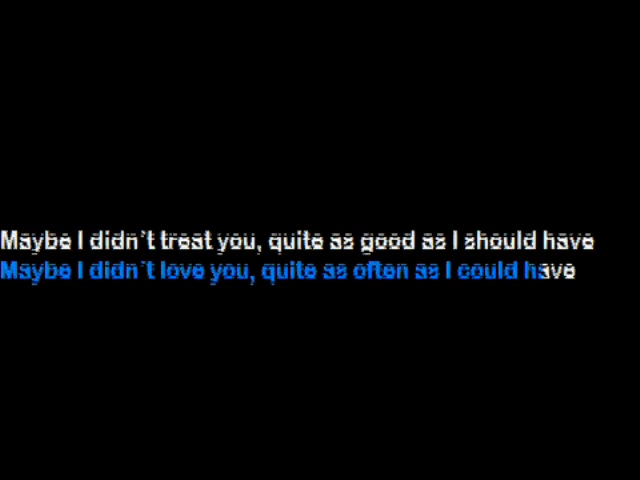 Maybe I didn't treat you, quite as good as I should have
Maybe I didn't love you, quite as often as I could have